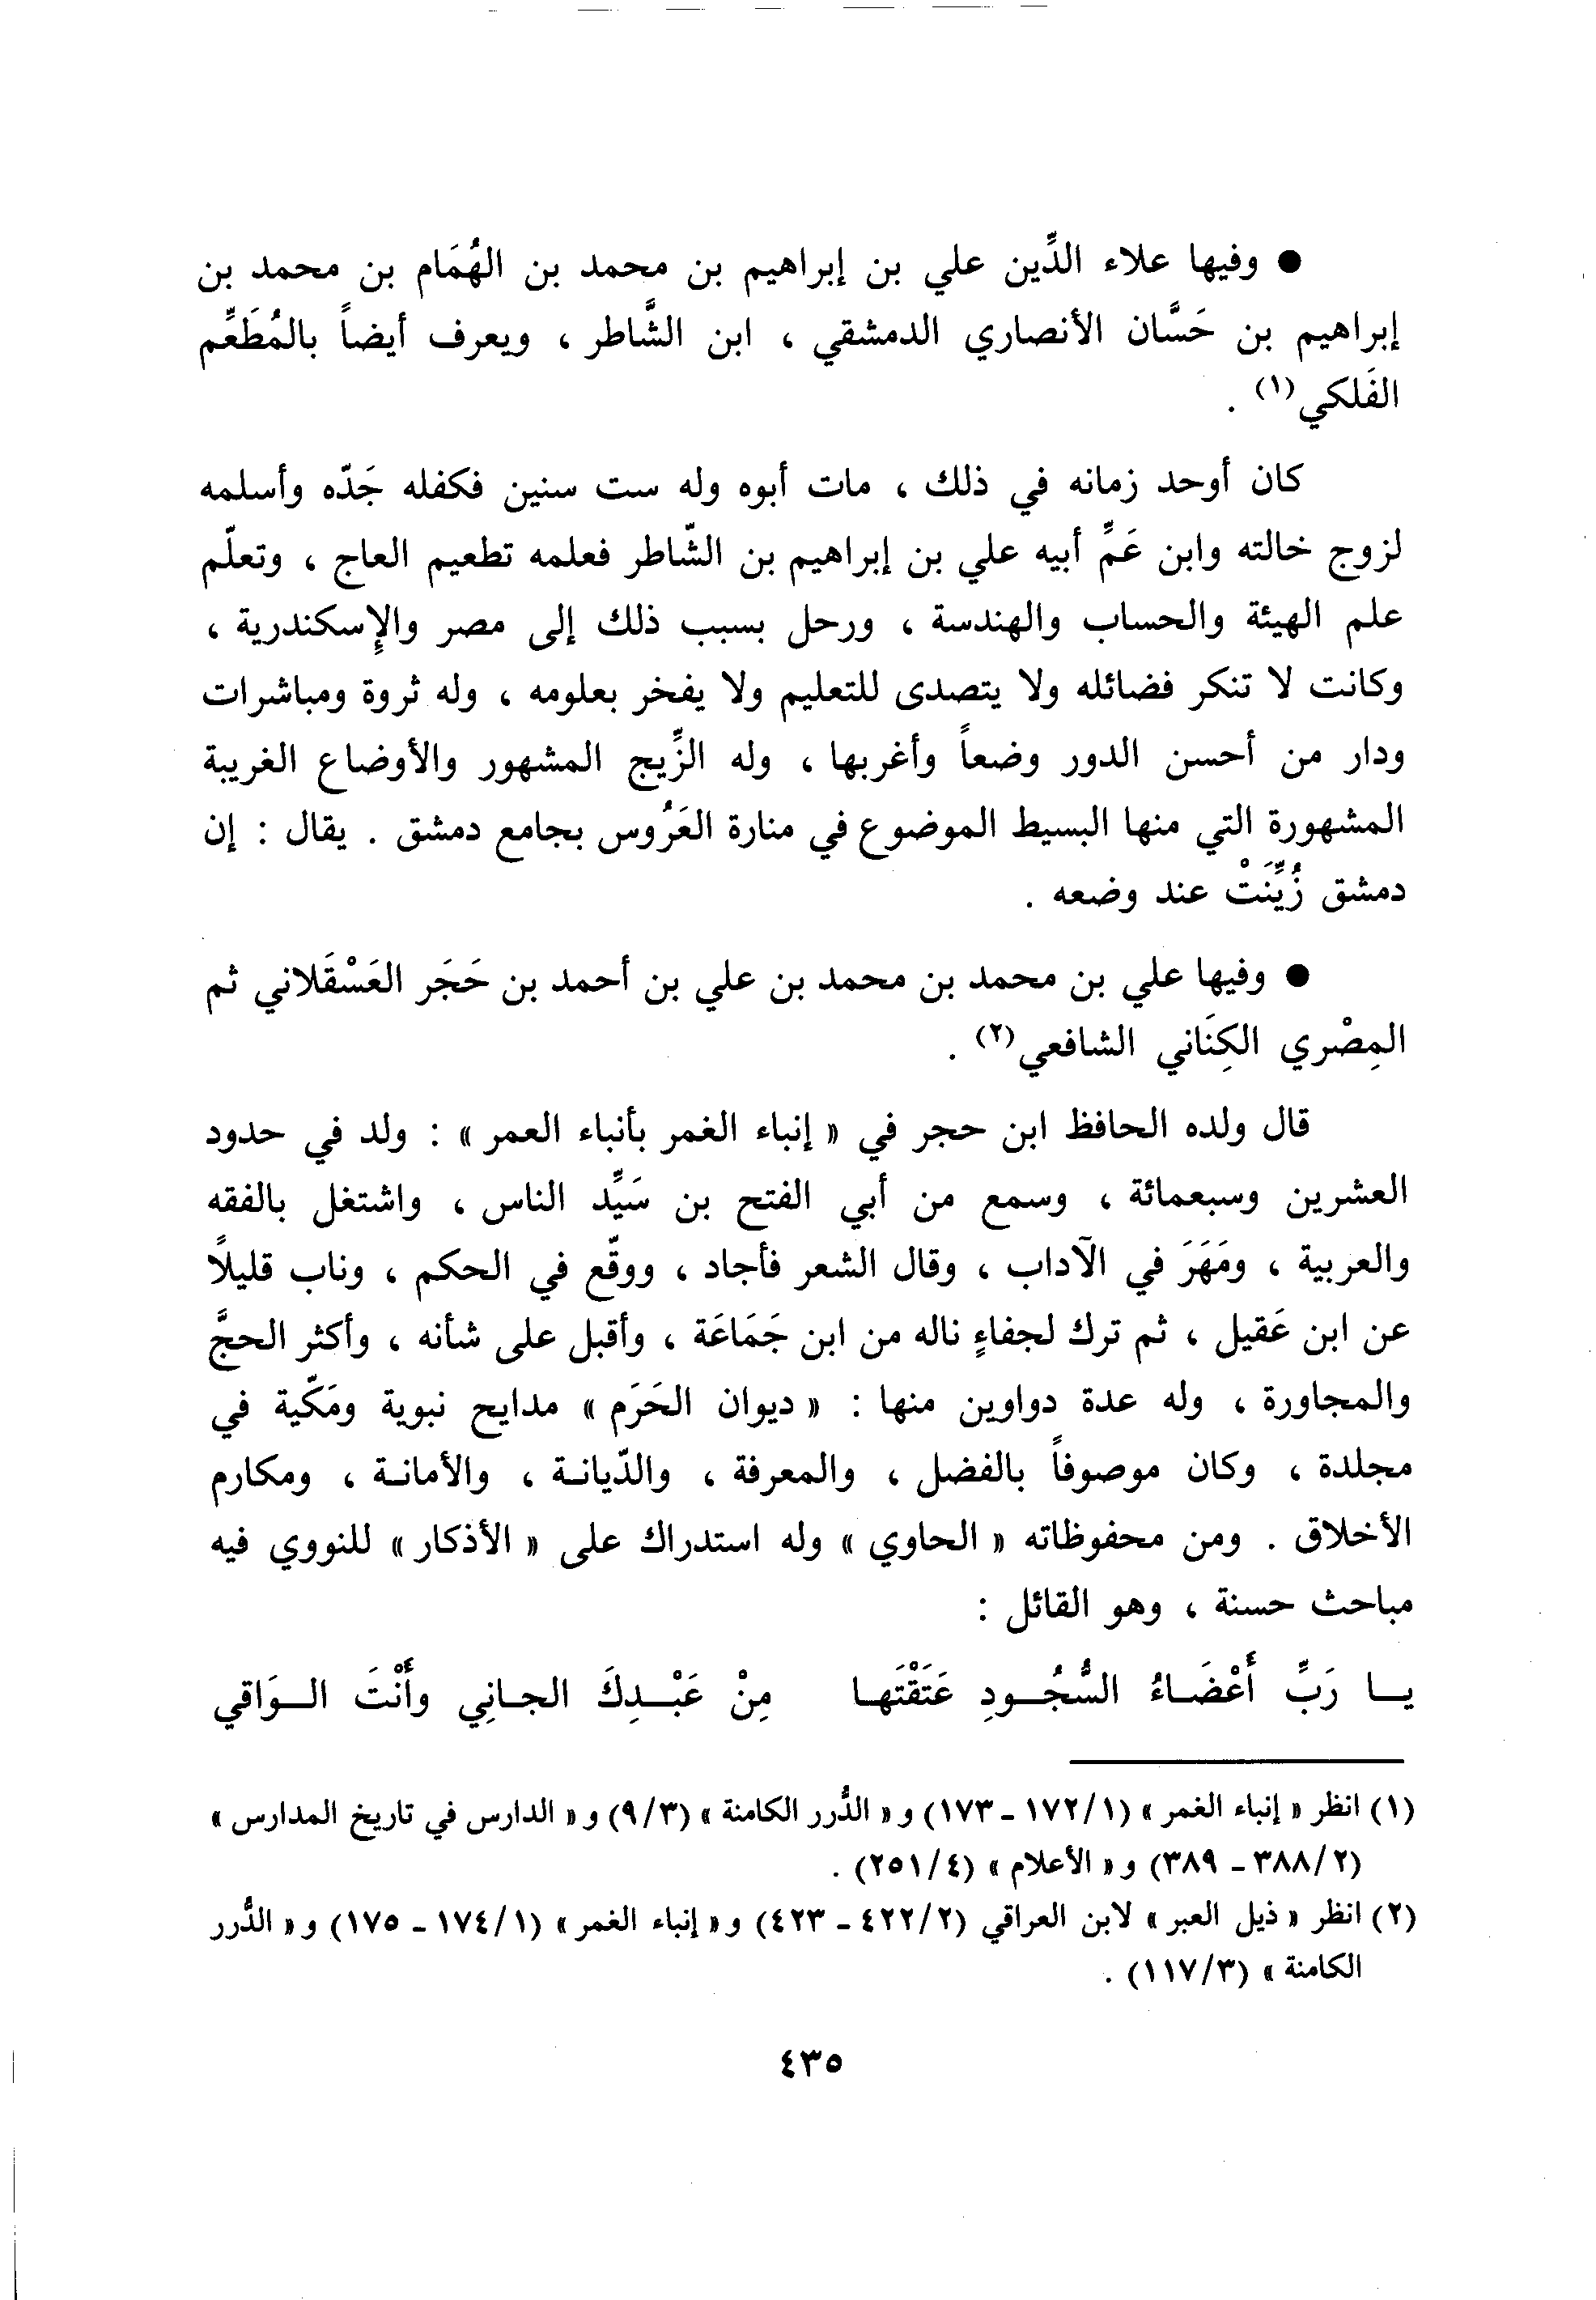 ● وفيها علاء الدِّين علي بن إبراهيم بن محمد بن الهُمَام بن محمد بن
إبراهيم بن حَسَّان الأنصاري الدمشقي ، ابن الشَّاطر ، ويعرف أيضاً بالمُطَعِّم
الفَلكي(١) .
كان أوحد زمانه في ذلك ، مات أبوه وله ست سنين فكفله جَدّه وأسلمه
لزوج خالته وابن عَمِّ أبيه علي بن إبراهيم بن الشّاطر فعلمه تطعيم العاج ، وتعلّم
علم الهيئة والحساب والهندسة ، ورحل بسبب ذلك إلى مصر والإِسكندرية ،
وكانت لا تنكر فضائله ولا يتصدى للتعليم ولا يفخر بعلومه ، وله ثروة ومباشرات
ودار من أحسن الدور وضعاً وأغربها ، وله الزِّيج المشهور والأوضاع الغريبة
المشهورة التي منها البسيط الموضوع في منارة العَرُوس بجامع دمشق . يقال : إن
دمشق زُيِّنَتْ عند وضعه .
● وفيها علي بن محمد بن محمد بن علي بن أحمد بن حَجَر العَسْقَلاني ثم
المِصْري الكِنَاني الشافعي(٢) .
قال ولده الحافظ ابن حجر في « إنباء الغمر بأنباء العمر » : ولد في حدود
العشرين وسبعمائة ، وسمع من أبي الفتح بن سَيِّد الناس ، واشتغل بالفقه
والعربية ، ومَهَرَ في الآداب ، وقال الشعر فأجاد ، ووقّع في الحكم ، وناب قليلاً
عن ابن عَقيل ، ثم ترك لجفاءٍ ناله من ابن جَمَاعَة ، وأقبل على شأنه ، وأكثر الحجَّ
والمجاورة ، وله عدة دواوين منها : « ديوان الحَرَم » مدايح نبوية ومَكّية في
مجلدة ، وكان موصوفاً بالفضل ، والمعرفة ، والدّيانـة ، والأمانـة ، ومكارم
الأخلاق . ومن محفوظاته « الحاوي » وله استدراك على « الأذكار » للنووي فيه
مباحث حسنة ، وهو القائل :
يــا رَبِّ أَعْضَـاءُ السُّجُــودِ عَتَقْتَهـا مِنْ عَبْــدِكَ الجـانِي وأَنْتَ الــوَاقي
(١) انظر « إنباء الغمر » (١/ ١٧٢ - ١٧٣) و « الدُّرر الكامنة » (٩/٣) و « الدارس في تاريخ المدارس »
(٣٨٨/٢ - ٣٨٩) و « الأعلام » (٢٥١/٤) .
(٢) انظر « ذيل العبر » لابن العراقي (٤٢٢/٢ - ٤٢٣) و« إنباء الغمر » (١٧٤/١ - ١٧٥) و « الدُّرر
الكامنة » (١١٧/٣) .
٤٣٥